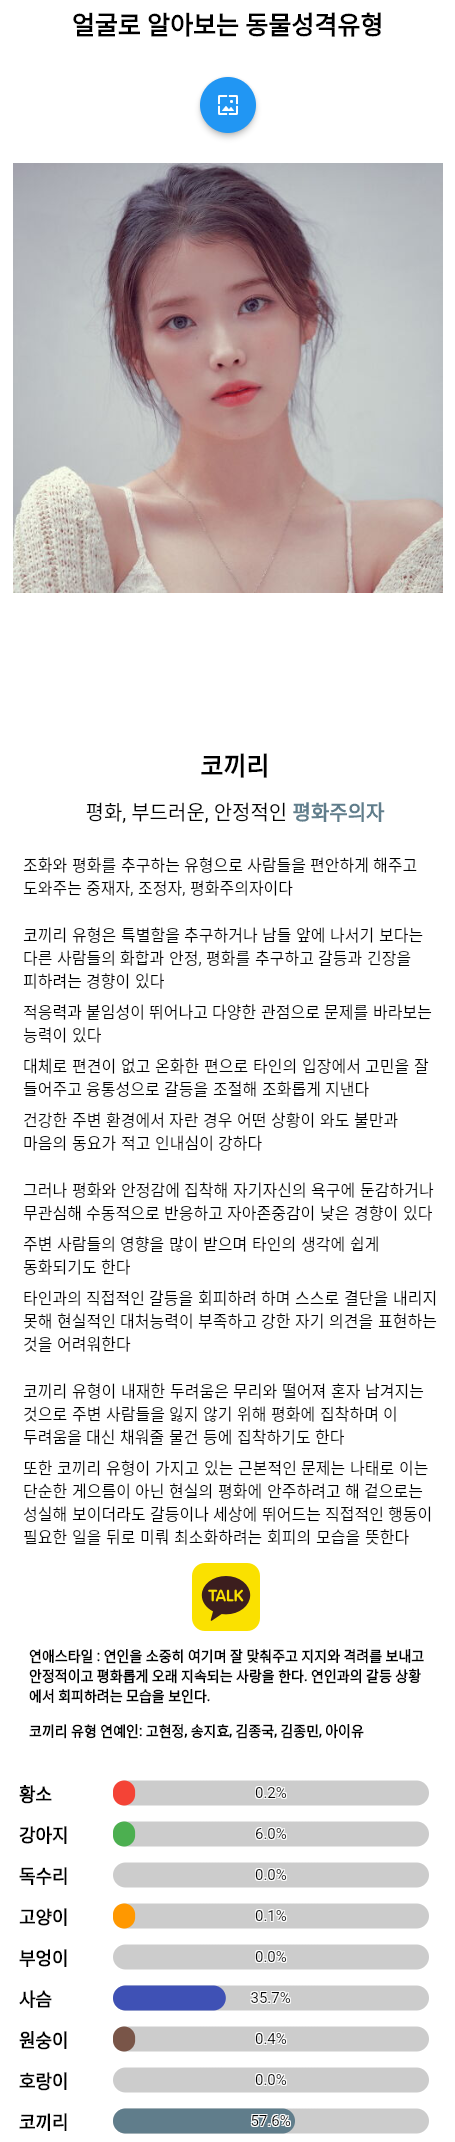 얼굴로 알아보는 동물성격유형
코끼리
평화, 부드러운, 안정적인 평화주의자
조화와 평화를 추구하는 유형으로 사람들을 편안하게 해주고
도와주는 중재자, 조정자, 평화주의자이다
코끼리 유형은 특별함을 추구하거나 남들 앞에 나서기 보다는
다른 사람들의 화합과 안정, 평화를 추구하고 갈등과 긴장을
피하려는 경향이 있다
적응력과 붙임성이 뛰어나고 다양한 관점으로 문제를 바라보는
능력이 있다
대체로 편견이 없고 온화한 편으로 타인의 입장에서 고민을 잘
들어주고 융통성으로 갈등을 조절해 조화롭게 지낸다
건강한 주변 환경에서 자란 경우 어떤 상황이 와도 불만과
마음의 동요가 적고 인내심이 강하다
그러나 평화와 안정감에 집착해 자기자신의 욕구에 둔감하거나
무관심해 수동적으로 반응하고 자아존중감이 낮은 경향이 있다
주변 사람들의 영향을 많이 받으며 타인의 생각에 쉽게
동화되기도 한다
타인과의 직접적인 갈등을 회피하려 하며 스스로 결단을 내리지
못해 현실적인 대처능력이 부족하고 강한 자기 의견을 표현하는
것을 어려워한다
코끼리 유형이 내재한 두려움은 무리와 떨어져 혼자 남겨지는
것으로 주변 사람들을 잃지 않기 위해 평화에 집착하며 이
두려움을 대신 채워줄 물건 등에 집착하기도 한다
또한 코끼리 유형이 가지고 있는 근본적인 문제는 나태로 이는
단순한 게으름이 아닌 현실의 평화에 안주하려고 해 겉으로는
성실해 보이더라도 갈등이나 세상에 뛰어드는 직접적인 행동이
필요한 일을 뒤로 미뤄 최소화하려는 회피의 모습을 뜻한다
TALK
연애스타일 : 연인을 소중히 여기며 잘 맞춰주고 지지와 격려를 보내고
안정적이고 평화롭게 오래 지속되는 사랑을 한다. 연인과의 갈등 상황
에서 회피하려는 모습을 보인다.
코끼리 유형 연예인: 고현정, 송지효, 김종국, 김종민, 아이유
황소 0.2%
강아지 6.0%
독수리 0.0%
고양이 0.1%
부엉이 0.0%
사슴 35.7%
원숭이 0.4%
호랑이 0.0%
코끼리 57.6%